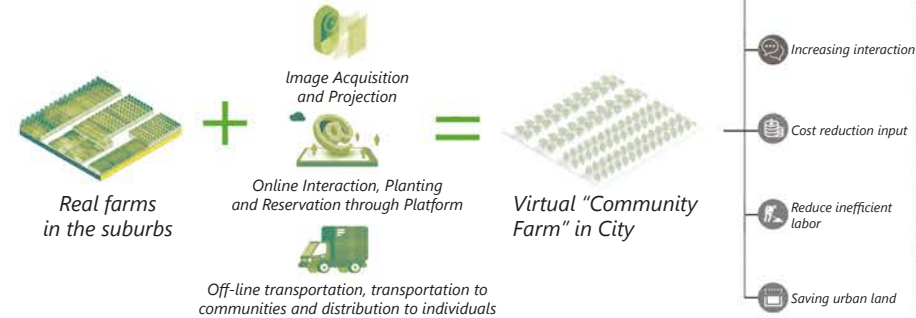 Real farms
in the suburbs
Image Acquisition
and Projection
Online Interaction, Planting
and Reservation through Platform
Off-line transportation, transportation to
communities and distribution to individuals
Virtual “Community
Farm” in City
Increasing interaction
Cost reduction input
Reduce inefficient
labor
Saving urban land